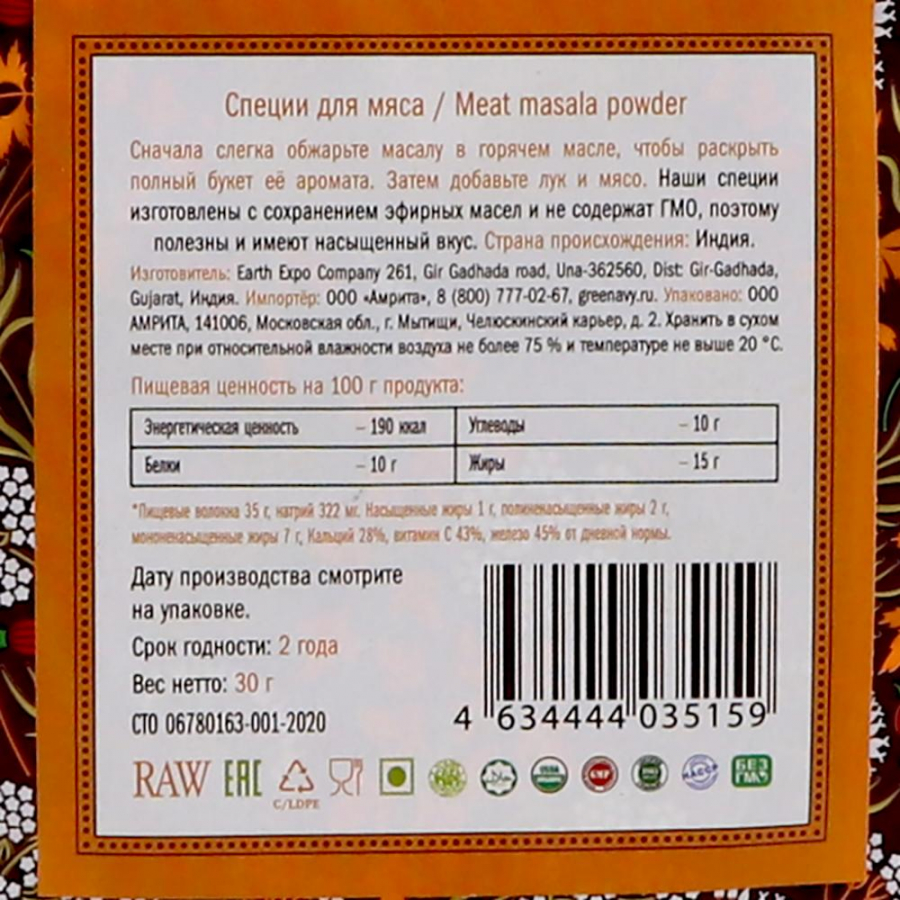 Специи для мяса / Meat masala powder
Сначала слегка обжарьте масалу в горячем масле, чтобы раскрыть
полный букет её аромата. Затем добавьте лук и мясо. Наши специи
изготовлены с сохранением эфирных масел и не содержат ГМО, поэтому
полезны и имеют насыщенный вкус. Страна происхождения: Индия.
Изготовитель: Earth Expo Company 261, Gir Gadhada road, Una-362560, Dist: Gir-Gadhada,
Gujarat, Индия. Импортёр: ООО «Амрита», 8 (800) 777-02-67, greenavy.ru. Упаковано: ООО
АМРИТА, 141006, Московская обл., г. Мытищи, Челюскинский карьер, д. 2. Хранить в сухом
месте при относительной влажности воздуха не более 75 % и температуре не выше 20 °С.
Пищевая ценность на 100 г продукта:
Энергетическая ценность – 190 ккал Углеводы – 10 г
Белки – 10 г Жиры – 15 г
*Пищевые волокна 35 г, натрий 322 мг. Насыщенные жиры 1 г, полиненасыщенные жиры 2 г,
мононенасыщенные жиры 7 г, Кальций 28%, витамин С 43%, железо 45% от дневной нормы.
Дату производства смотрите
на упаковке.
Срок годности: 2 года
Вес нетто: 30 г
СТО 06780163-001-2020
4 634444 035159
RAW EAC C/LDPE GMP HACCP БЕЗ ГМО